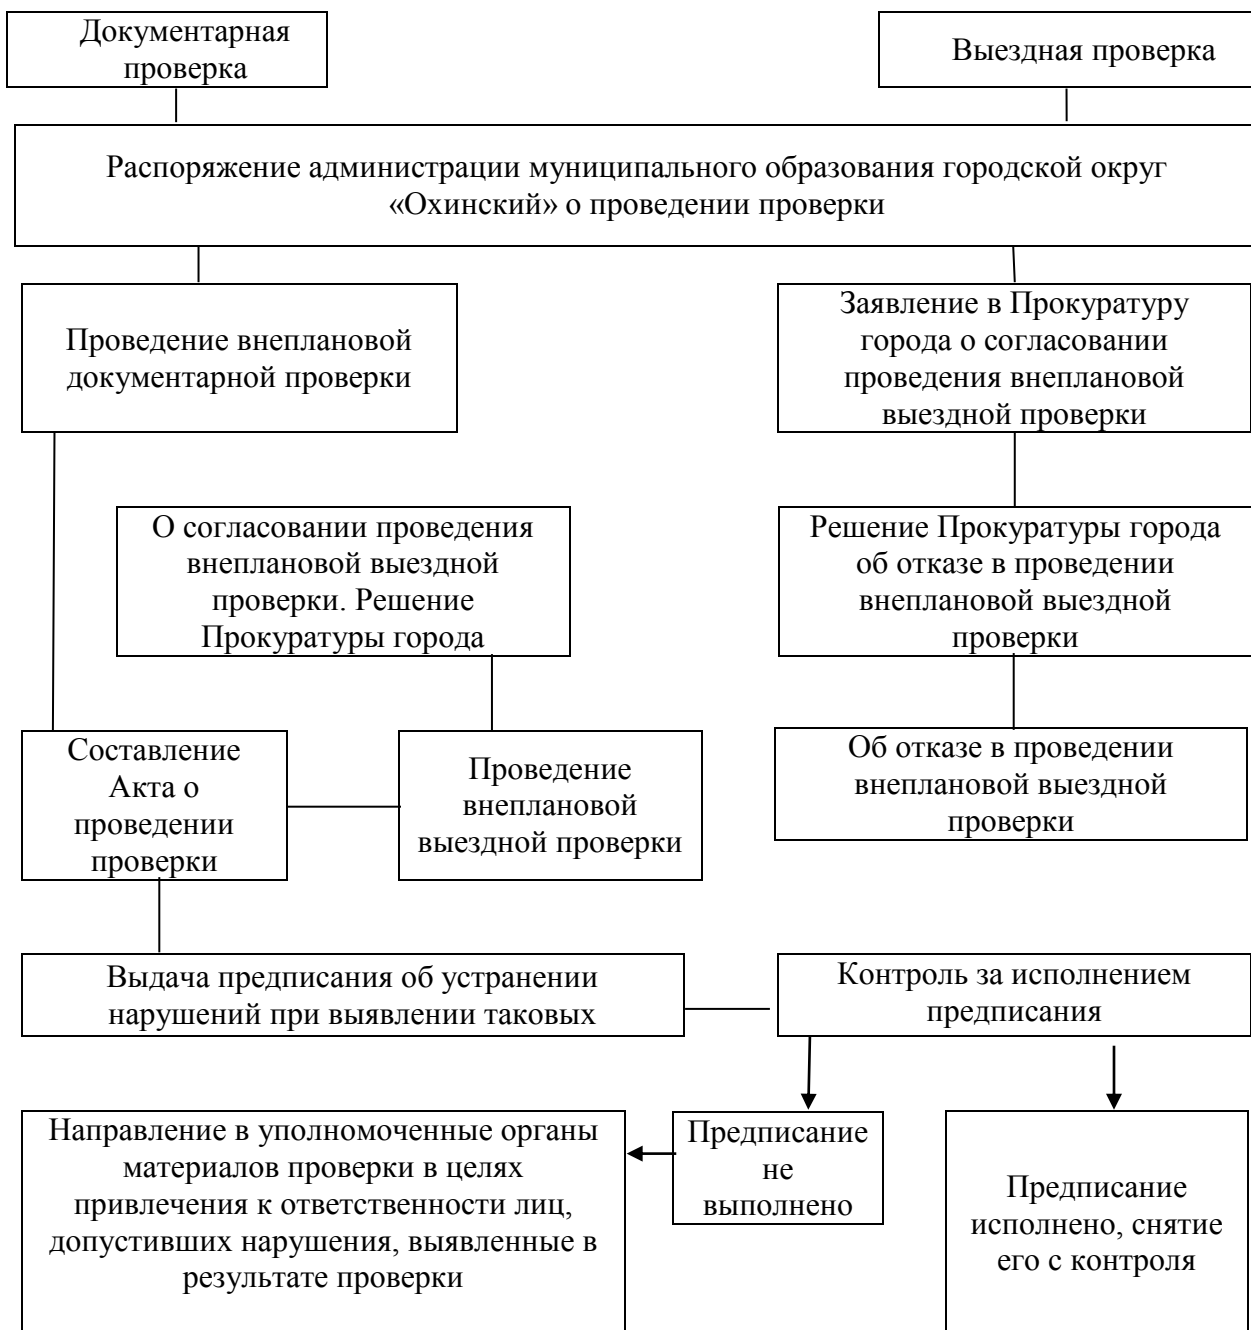 Документарная
проверка
Выездная проверка
Распоряжение администрации муниципального образования городской округ
«Охинский» о проведении проверки
Проведение внеплановой
документарной проверки
Заявление в Прокуратуру
города о согласовании
проведения внеплановой
выездной проверки
О согласовании проведения
внеплановой выездной
проверки. Решение
Прокуратуры города
Решение Прокуратуры города
об отказе в проведении
внеплановой выездной
проверки
Составление
Акта о
проведении
проверки
Проведение
внеплановой
выездной проверки
Об отказе в проведении
внеплановой выездной
проверки
Выдача предписания об устранении
нарушений при выявлении таковых
Контроль за исполнением
предписания
Направление в уполномоченные органы
материалов проверки в целях
привлечения к ответственности лиц,
допустивших нарушения, выявленные в
результате проверки
Предписание
не
выполнено
Предписание
исполнено, снятие
его с контроля